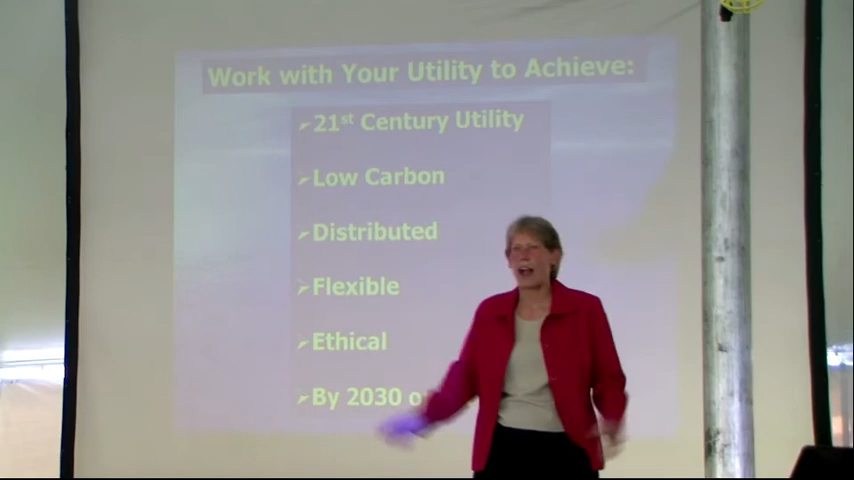 Work with Your Utility to Achieve:
➢21st Century Utility
➢Low Carbon
➢Distributed
➢Flexible
➢Ethical
➢By 2030